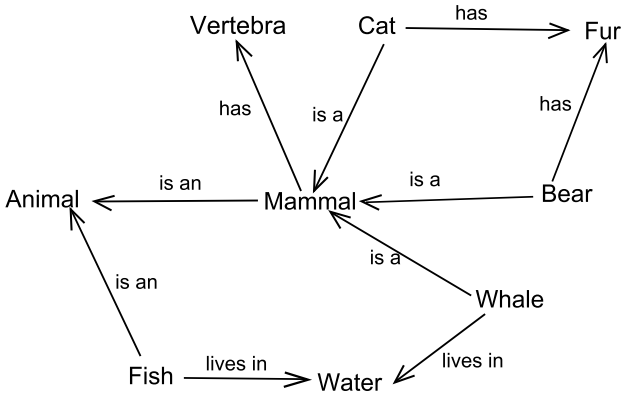 Vertebra
Cat
has
Fur
has
is a
has
Animal
is an
Mammal
is a
Bear
is an
is a
Whale
Fish
lives in
Water
lives in